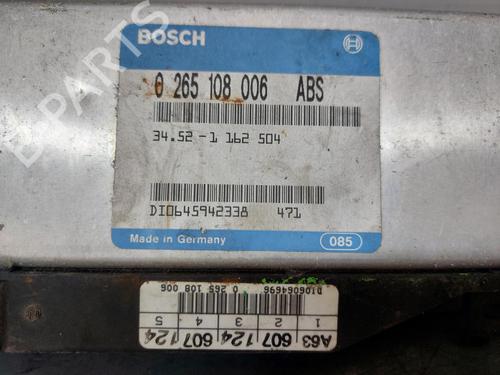 BOSCH
0 265 108 006 ABS
34.52-1 162 504
DI0645942338 471
Made in Germany 085
B-PARTS
DI06064696 0 265 108 006
1 2 3 4 5
A63 607 124 607 124